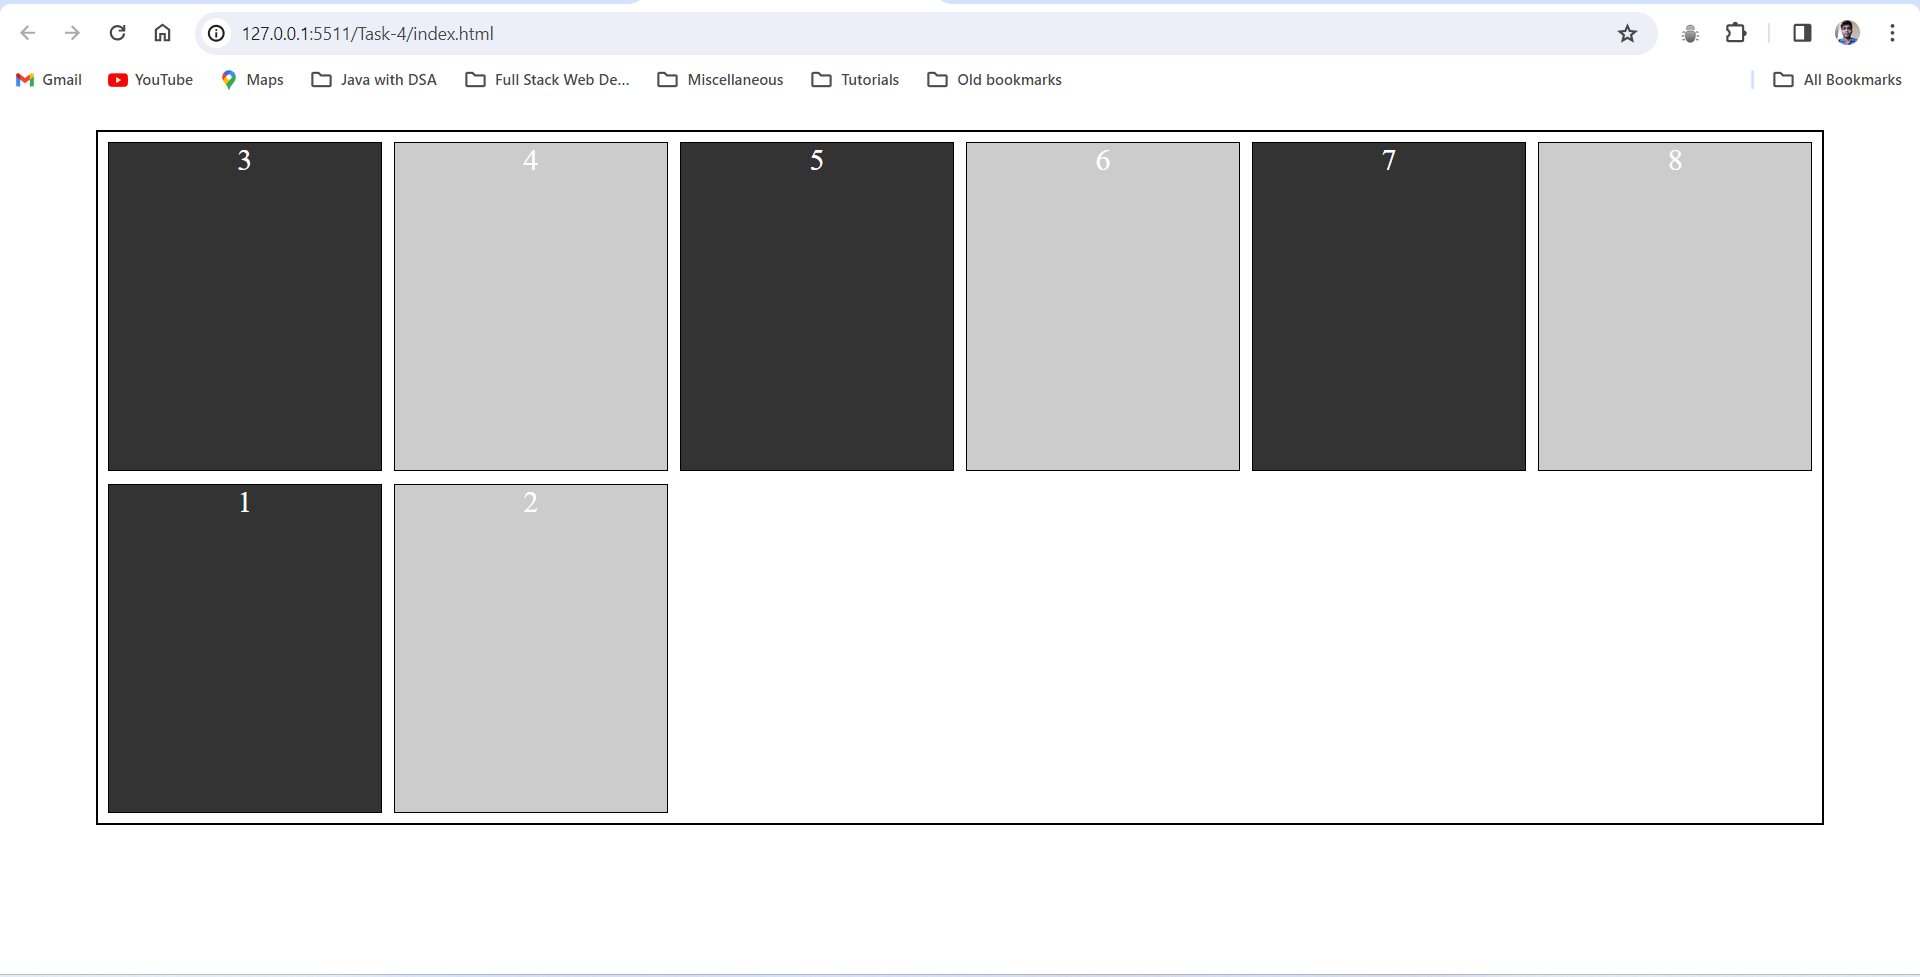 127.0.0.1:5511/Task-4/index.html
Gmail YouTube Maps Java with DSA Full Stack Web De... Miscellaneous Tutorials Old bookmarks All Bookmarks
3 4 5 6 7 8
1 2